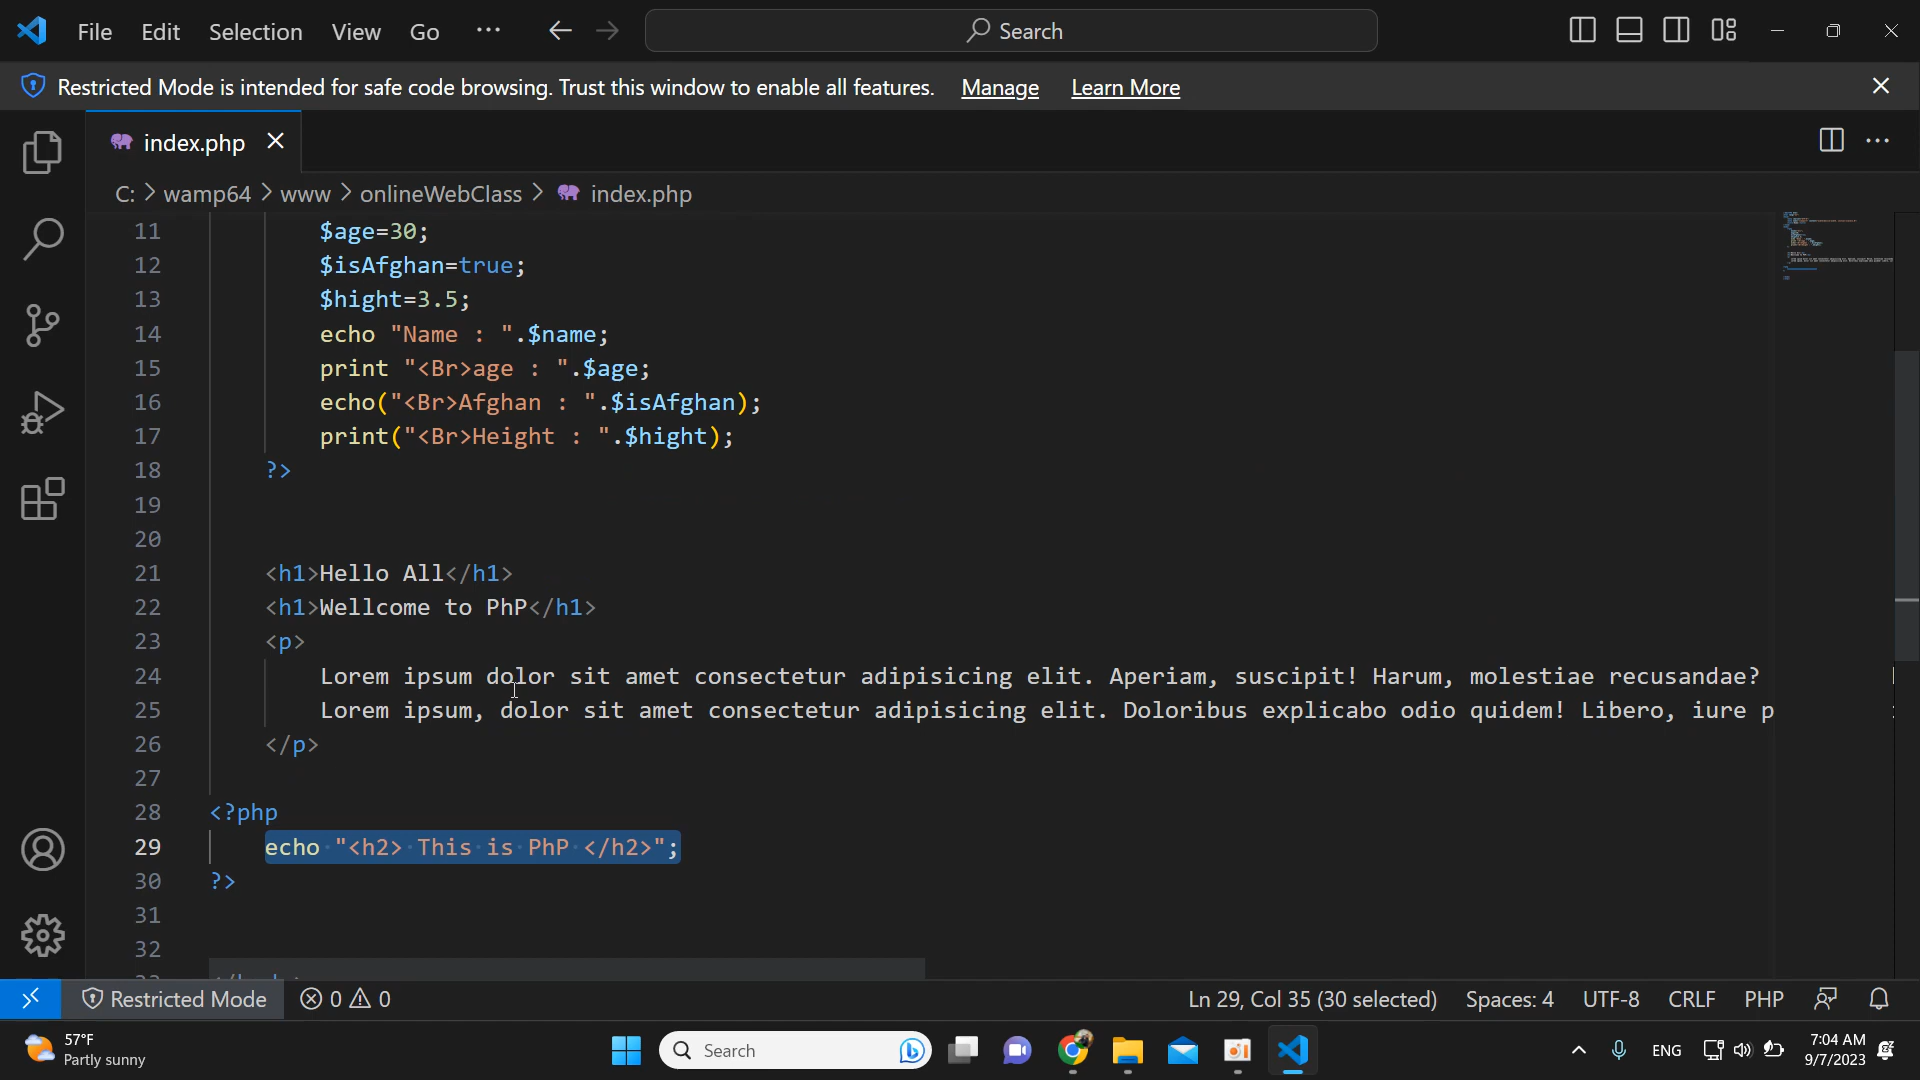 File Edit Selection View Go ··· Search
Restricted Mode is intended for safe code browsing. Trust this window to enable all features. Manage Learn More
index.php
C: > wamp64 > www > onlineWebClass > index.php
11 $age=30;
12 $isAfghan=true;
13 $hight=3.5;
14 echo "Name : ".$name;
15 print "<Br>age : ".$age;
16 echo("<Br>Afghan : ".$isAfghan);
17 print("<Br>Height : ".$hight);
18 ?>
19
20
21 <h1>Hello All</h1>
22 <h1>Wellcome to PhP</h1>
23 <p>
24 Lorem ipsum dolor sit amet consectetur adipisicing elit. Aperiam, suscipit! Harum, molestiae recusandae?
25 Lorem ipsum, dolor sit amet consectetur adipisicing elit. Doloribus explicabo odio quidem! Libero, iure p
26 </p>
27
28 <?php
29 echo "<h2> This is PhP </h2>";
30 ?>
31
32
Restricted Mode 0 0 Ln 29, Col 35 (30 selected) Spaces: 4 UTF-8 CRLF PHP
57°F
Partly sunny
Search
ENG
7:04 AM
9/7/2023